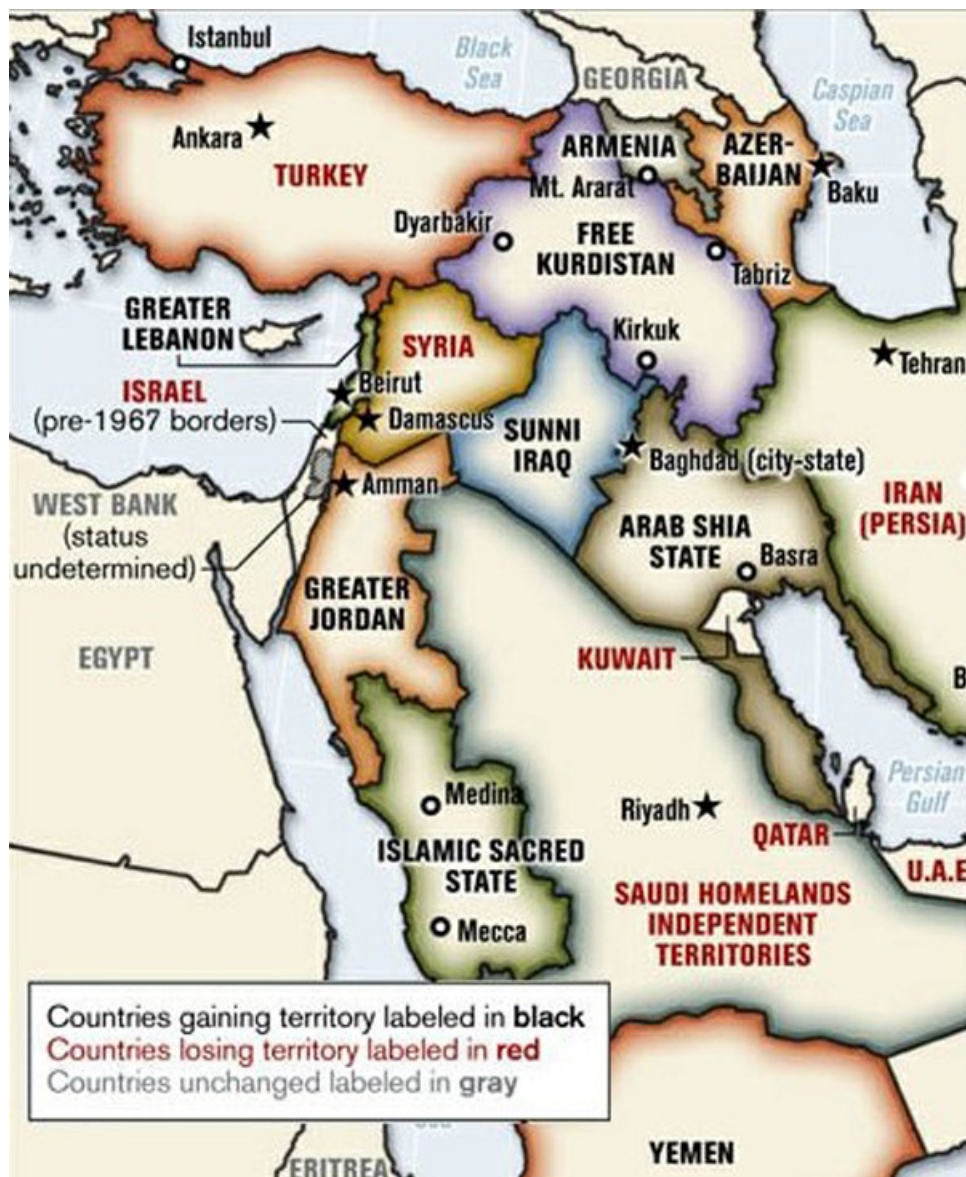 Istanbul
Black
Sea
GEORGIA
Caspian
Sea
Ankara
TURKEY
ARMENIA
AZER-
BAIJAN
Mt. Ararat
Baku
Dyarbakir
FREE
KURDISTAN
Tabriz
GREATER
LEBANON
SYRIA
Kirkuk
Tehran
ISRAEL
(pre-1967 borders)
Beirut
Damascus
SUNNI
IRAQ
Baghdad (city-state)
WEST BANK
(status
undetermined)
Amman
IRAN
(PERSIA)
ARAB SHIA
STATE
Basra
GREATER
JORDAN
EGYPT
KUWAIT
B
Persian
Gulf
Medina
Riyadh
QATAR
ISLAMIC SACRED
STATE
U.A.E
SAUDI HOMELANDS
INDEPENDENT
TERRITORIES
Mecca
Countries gaining territory labeled in black
Countries losing territory labeled in red
Countries unchanged labeled in gray
YEMEN
ERITREA